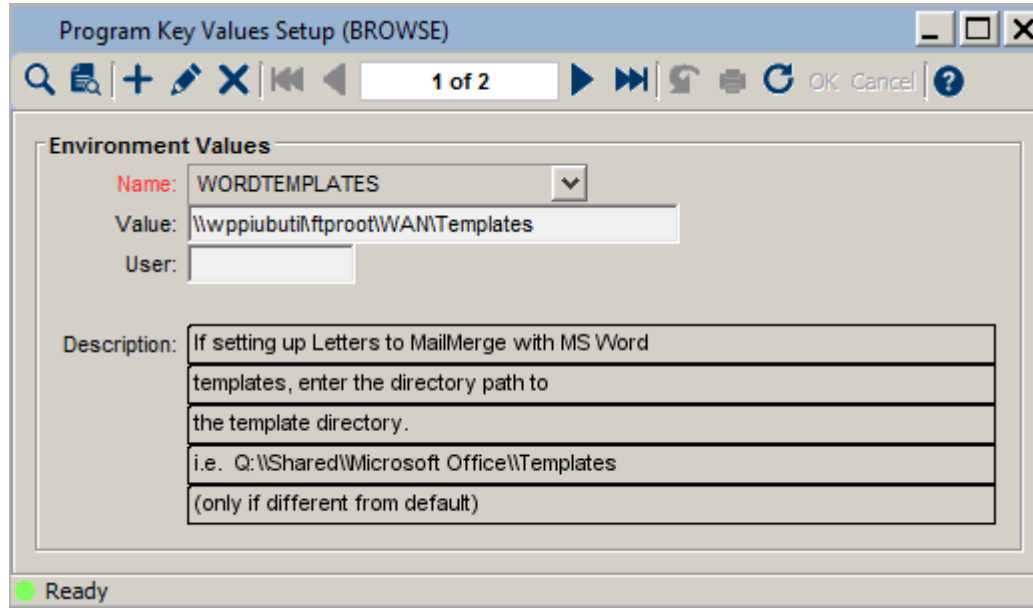 Program Key Values Setup (BROWSE)
1 of 2
OK Cancel
Environment Values
Name: WORDTEMPLATES
Value: \\wppiubutil\ftproot\WAN\Templates
User:
Description: If setting up Letters to MailMerge with MS Word
templates, enter the directory path to
the template directory.
i.e. Q:\\Shared\\Microsoft Office\\Templates
(only if different from default)
Ready